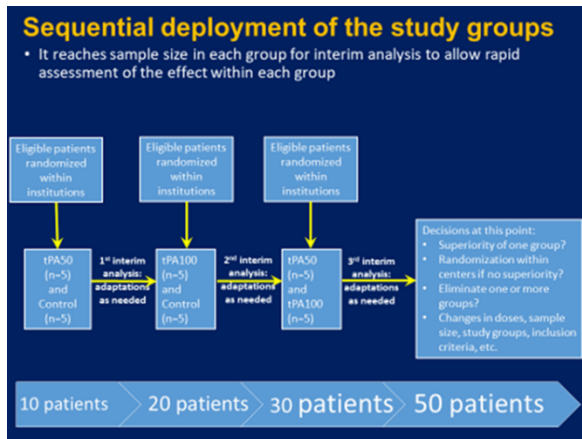 Sequential deployment of the study groups
• It reaches sample size in each group for interim analysis to allow rapid
assessment of the effect within each group
Eligible patients
randomized
within
institutions
Eligible patients
randomized
within
institutions
Eligible patients
randomized
within
institutions
tPA50
(n=5)
and
Control
(n=5)
1st interim
analysis:
adaptations
as needed
tPA100
(n=5)
and
Control
(n=5)
2nd interim
analysis:
adaptations
as needed
tPA50
(n=5)
and
tPA100
(n=5)
3rd interim
analysis:
adaptations
as needed
Decisions at this point:
• Superiority of one group?
• Randomization within
centers if no superiority?
• Eliminate one or more
groups?
• Changes in doses, sample
size, study groups, inclusion
criteria, etc.
10 patients
20 patients
30 patients
50 patients